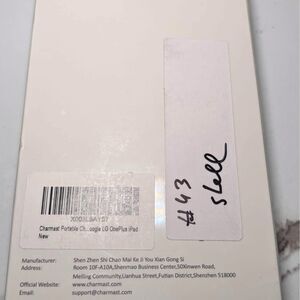 Charmast Portable Ch...oogle LG OnePlus iPad
New
#43
shell
Manufacturer: Shen Zhen Shi Chao Mai Ke Ji You Xian Gong Si
Address: Room 10F-A10A,Shenmao Business Center,50Xinwen Road,
Meiling Community,Lianhua Street,Futian District,Shenzhen 518000
Official Website: www.charmast.com
Email: support@charmast.com